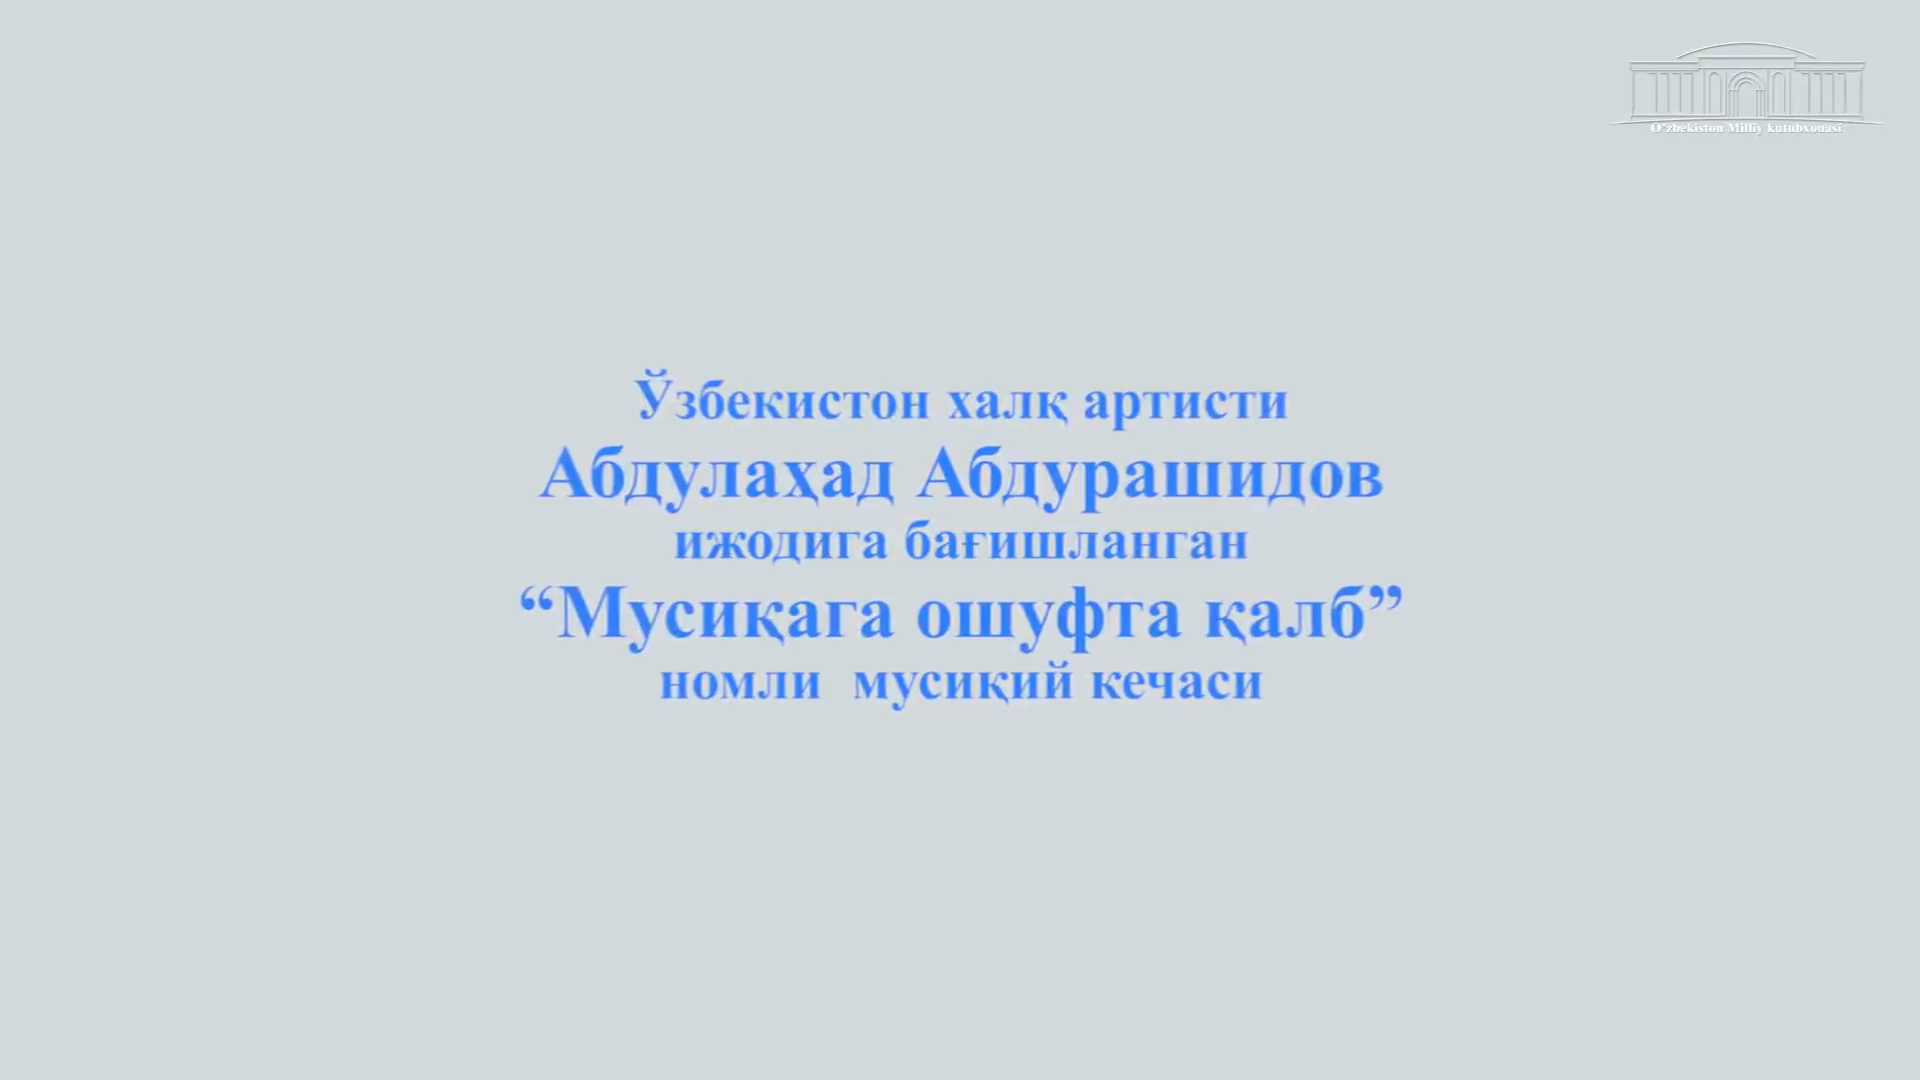 O‘zbekiston Milliy kutubxonasi
Ўзбекистон халқ артисти
Абдулаҳад Абдурашидов
ижодига бағишланган
“Мусиқага ошуфта қалб”
номли мусиқий кечаси